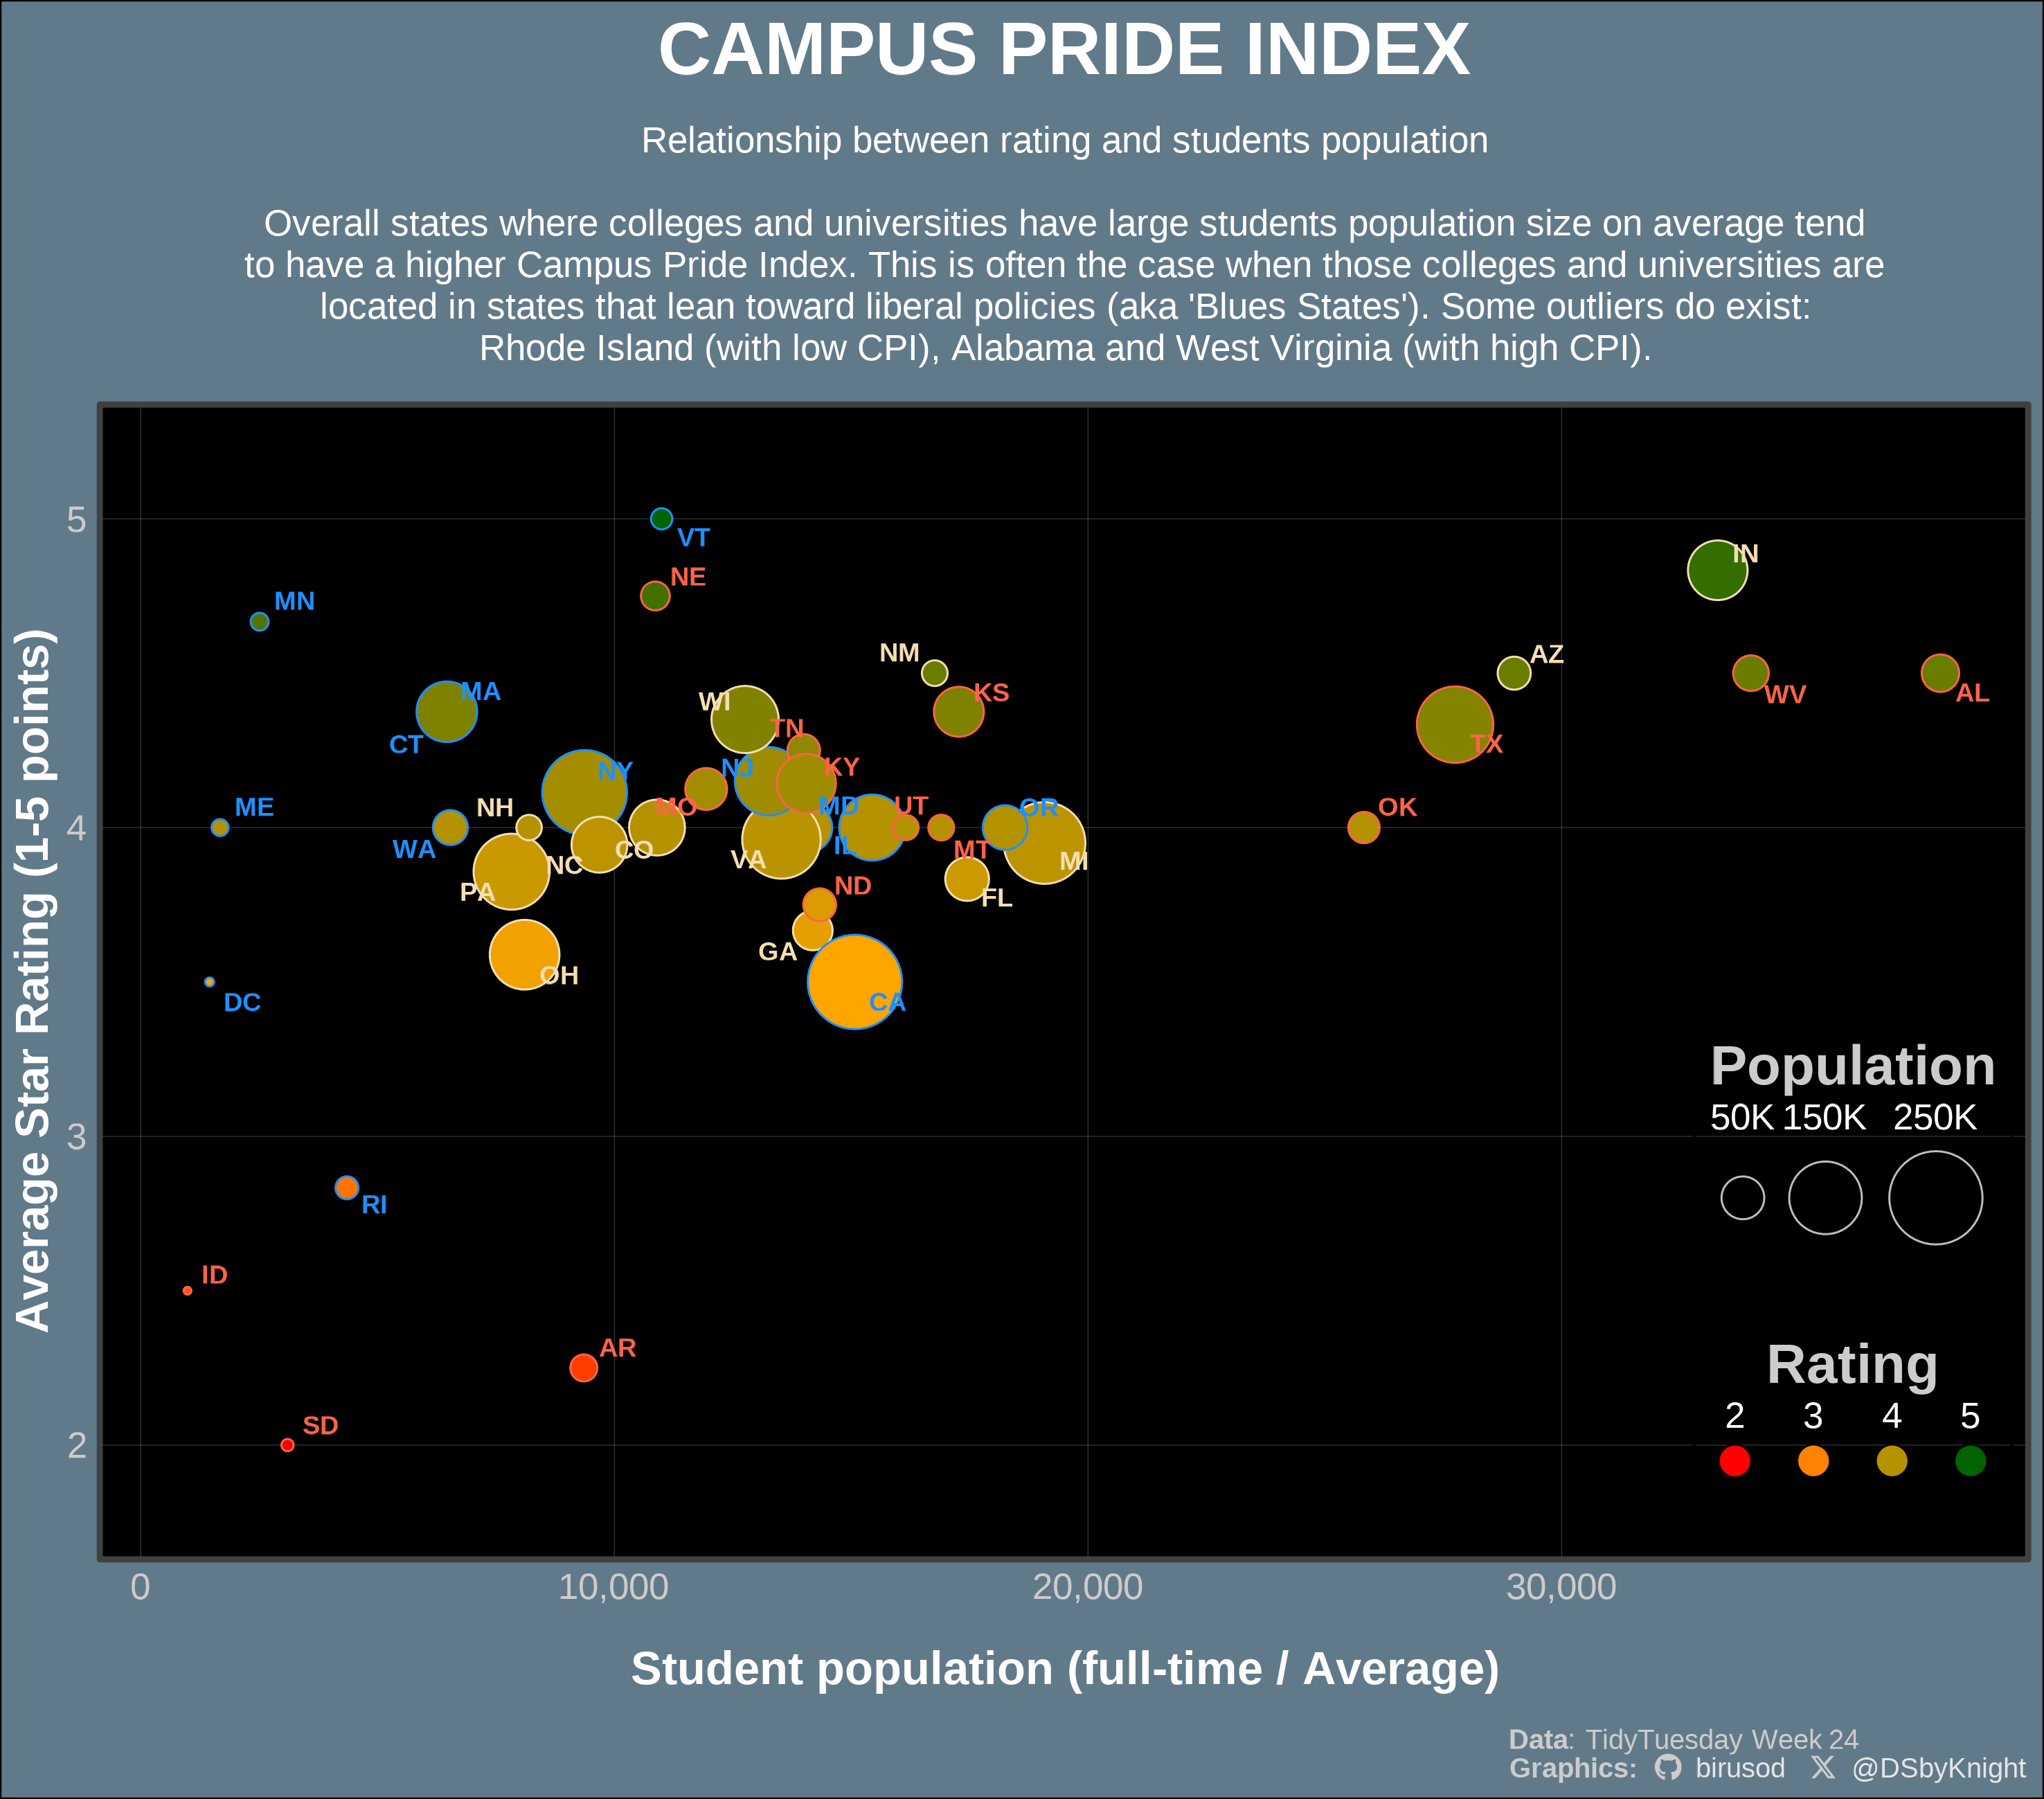 CAMPUS PRIDE INDEX
Relationship between rating and students population
Overall states where colleges and universities have large students population size on average tend
to have a higher Campus Pride Index. This is often the case when those colleges and universities are
located in states that lean toward liberal policies (aka 'Blues States'). Some outliers do exist:
Rhode Island (with low CPI), Alabama and West Virginia (with high CPI).
Average Star Rating (1-5 points)
5
4
3
2
VT
IN
NE
MN
NM
AZ
MA
KS
WV
AL
WI
TN
CT
TX
NY
NJ
KY
ME
NH
MO
MD
UT
OR
OK
WA
NC
CO
VA
IL
MT
MI
PA
ND
FL
GA
OH
DC
CA
RI
ID
AR
SD
Population
50K 150K 250K
Rating
2 3 4 5
0 10,000 20,000 30,000
Student population (full-time / Average)
Data: TidyTuesday Week 24
Graphics: birusod @DSbyKnight